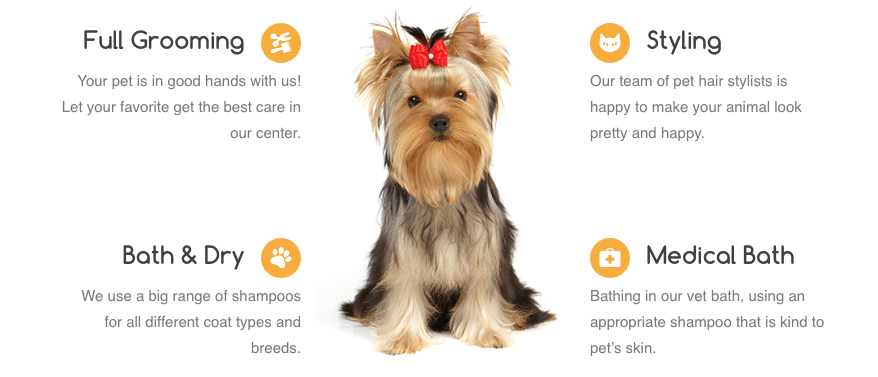 Full Grooming
Your pet is in good hands with us!
Let your favorite get the best care in
our center.
Styling
Our team of pet hair stylists is
happy to make your animal look
pretty and happy.
Bath & Dry
We use a big range of shampoos
for all different coat types and
breeds.
Medical Bath
Bathing in our vet bath, using an
appropriate shampoo that is kind to
pet’s skin.